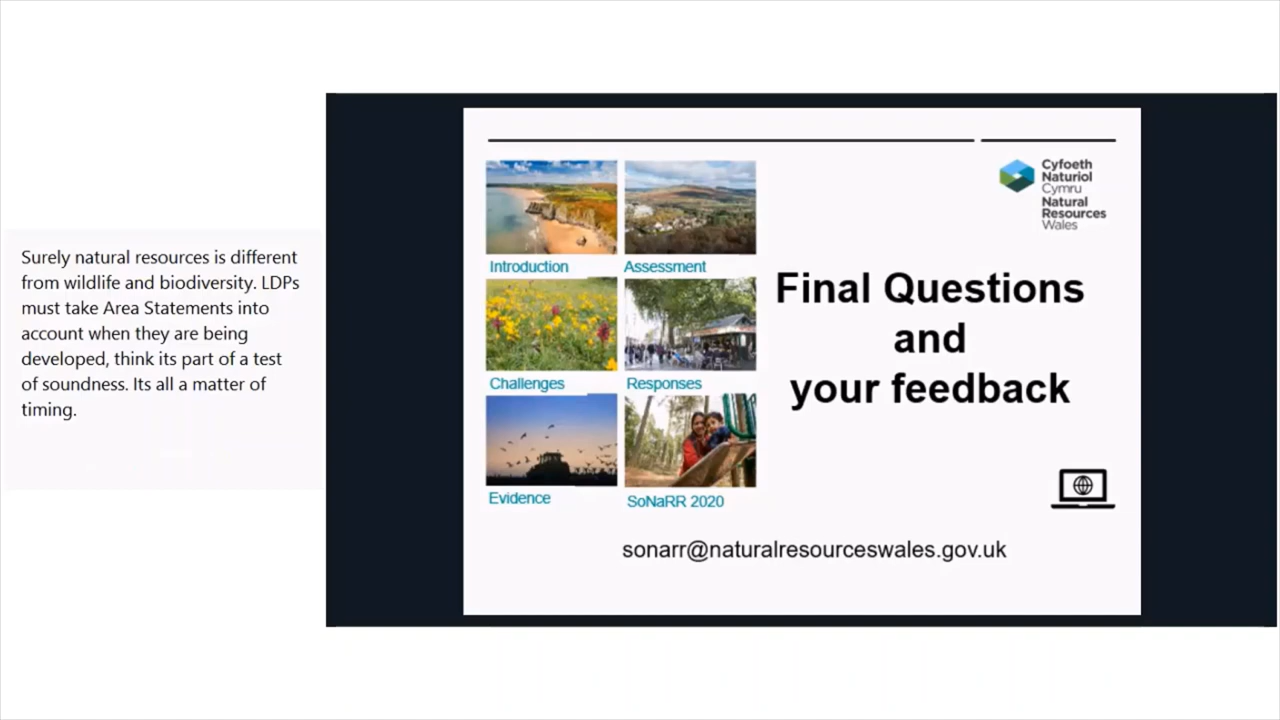 Surely natural resources is different
from wildlife and biodiversity. LDPs
must take Area Statements into
account when they are being
developed, think its part of a test
of soundness. Its all a matter of
timing.
Cyfoeth
Naturiol
Cymru
Natural
Resources
Wales
Introduction
Assessment
Challenges
Responses
Evidence
SoNaRR 2020
Final Questions
and
your feedback
sonarr@naturalresourceswales.gov.uk